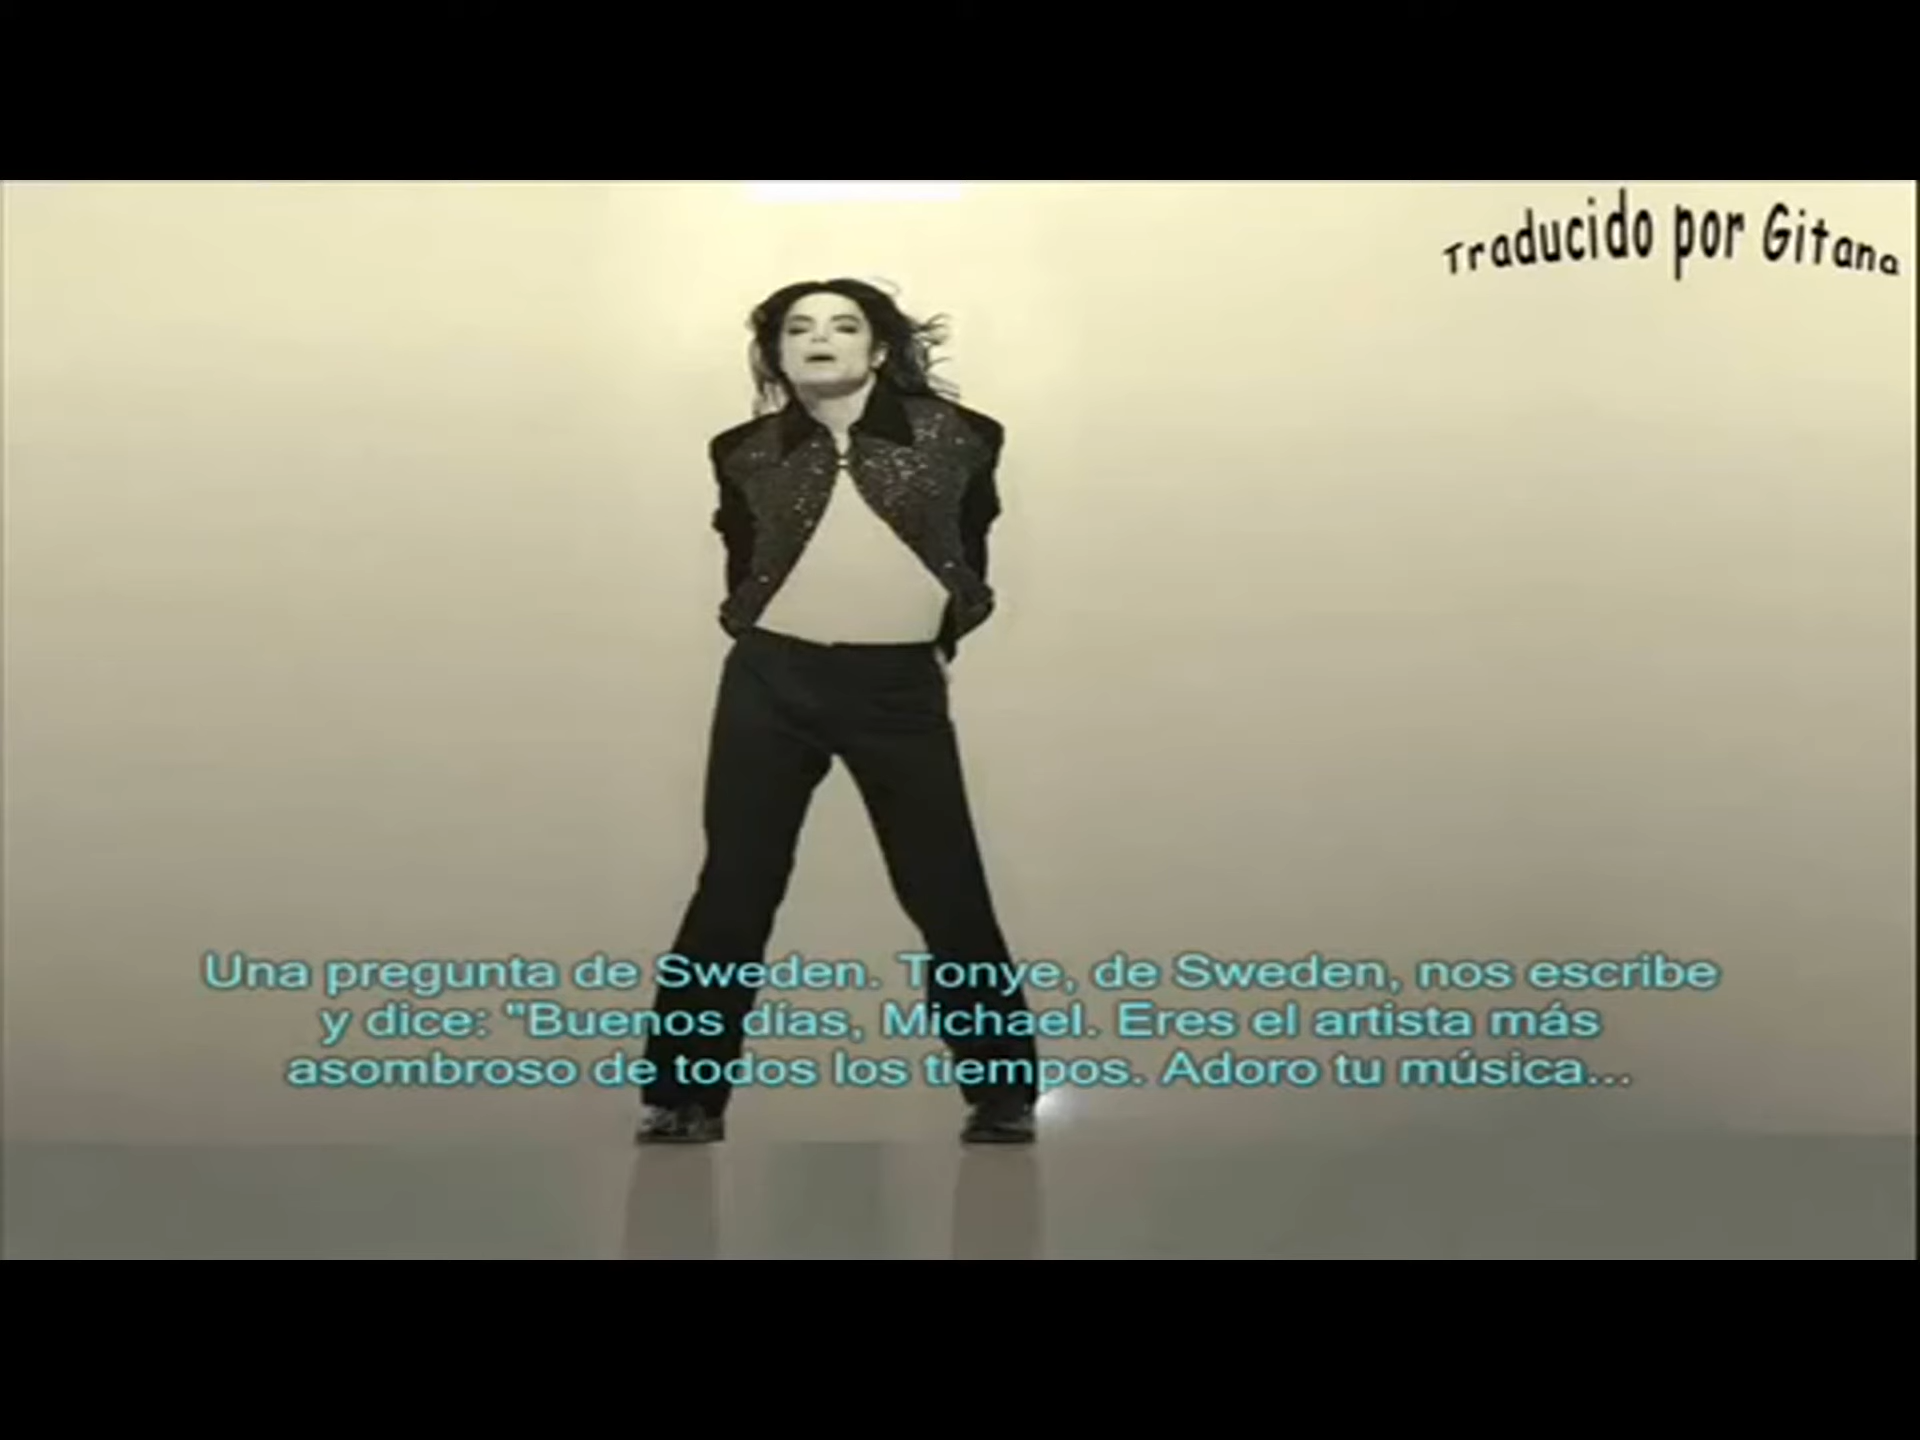 Traducido por Gitana
Una pregunta de Sweden. Tonye, de Sweden, nos escribe
y dice: "Buenos días, Michael. Eres el artista más
asombroso de todos los tiempos. Adoro tu música...